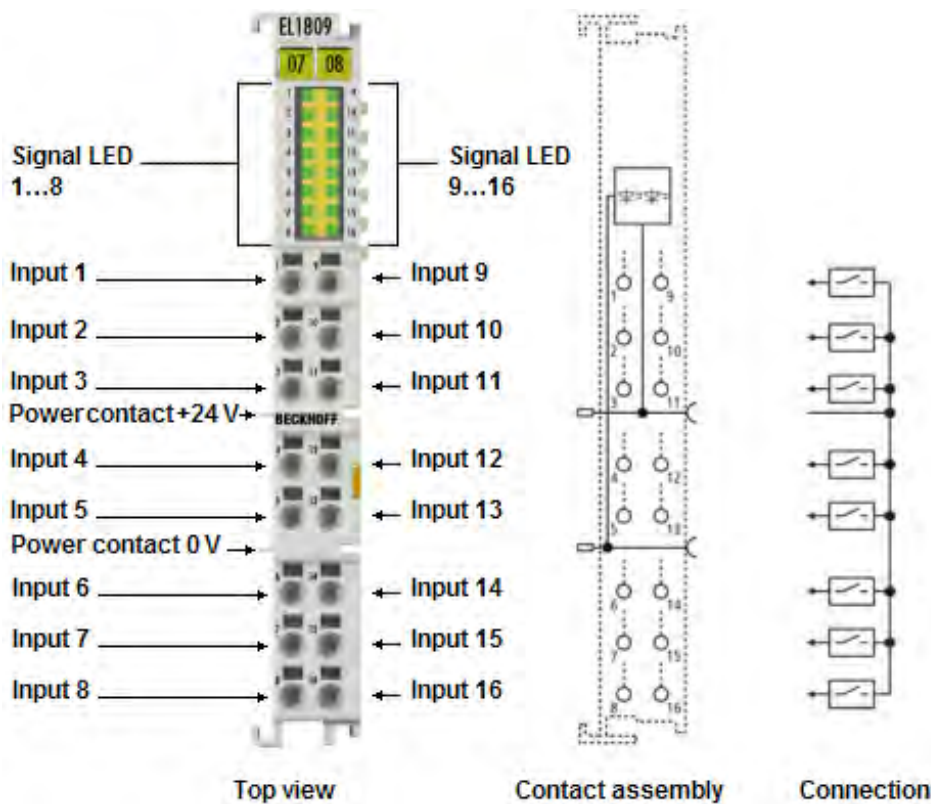 EL1809
07 08
Signal LED
1...8
Signal LED
9...16
Input 1
Input 9
Input 2
Input 10
Input 3
Input 11
Power contact +24 V
BECKHOFF
Input 4
Input 12
Input 5
Input 13
Power contact 0 V
Input 6
Input 14
Input 7
Input 15
Input 8
Input 16
1 9
2 10
3 11
4 12
5 13
6 14
7 15
8 16
Top view
Contact assembly
Connection